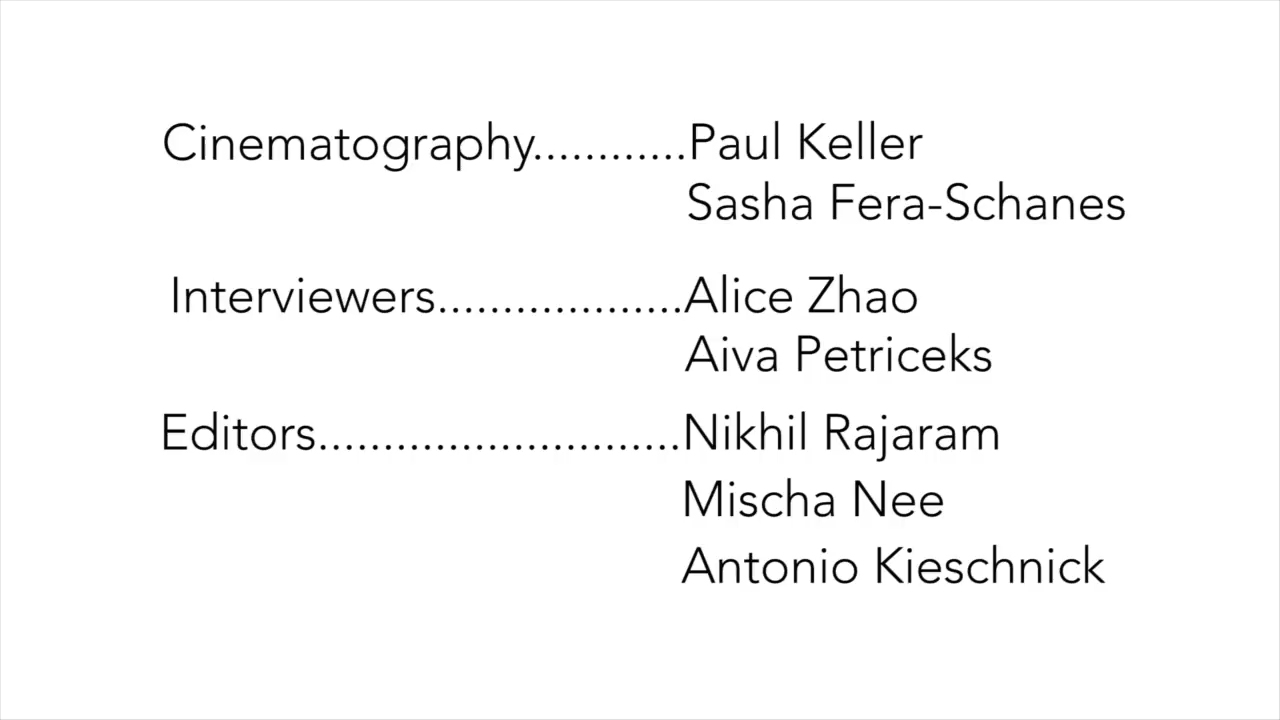 Cinematography............Paul Keller
Sasha Fera-Schanes
Interviewers...................Alice Zhao
Aiva Petriceks
Editors............................Nikhil Rajaram
Mischa Nee
Antonio Kieschnick